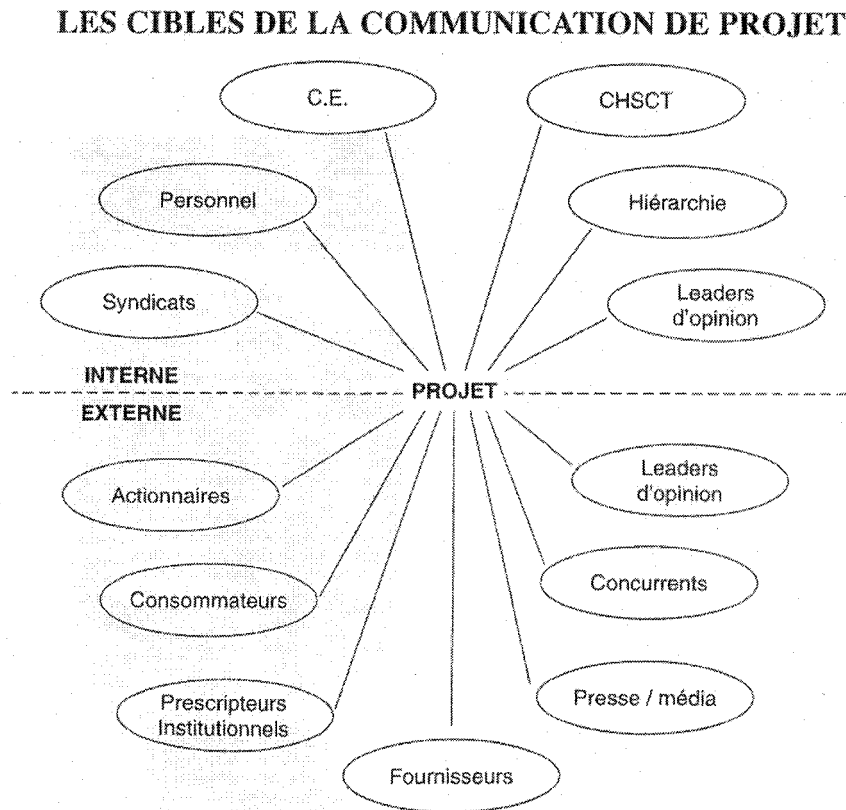 LES CIBLES DE LA COMMUNICATION DE PROJET
C.E.
CHSCT
Personnel
Hiérarchie
Syndicats
Leaders
d'opinion
INTERNE
PROJET
EXTERNE
Leaders
d'opinion
Actionnaires
Concurrents
Consommateurs
Prescripteurs
Institutionnels
Presse / média
Fournisseurs